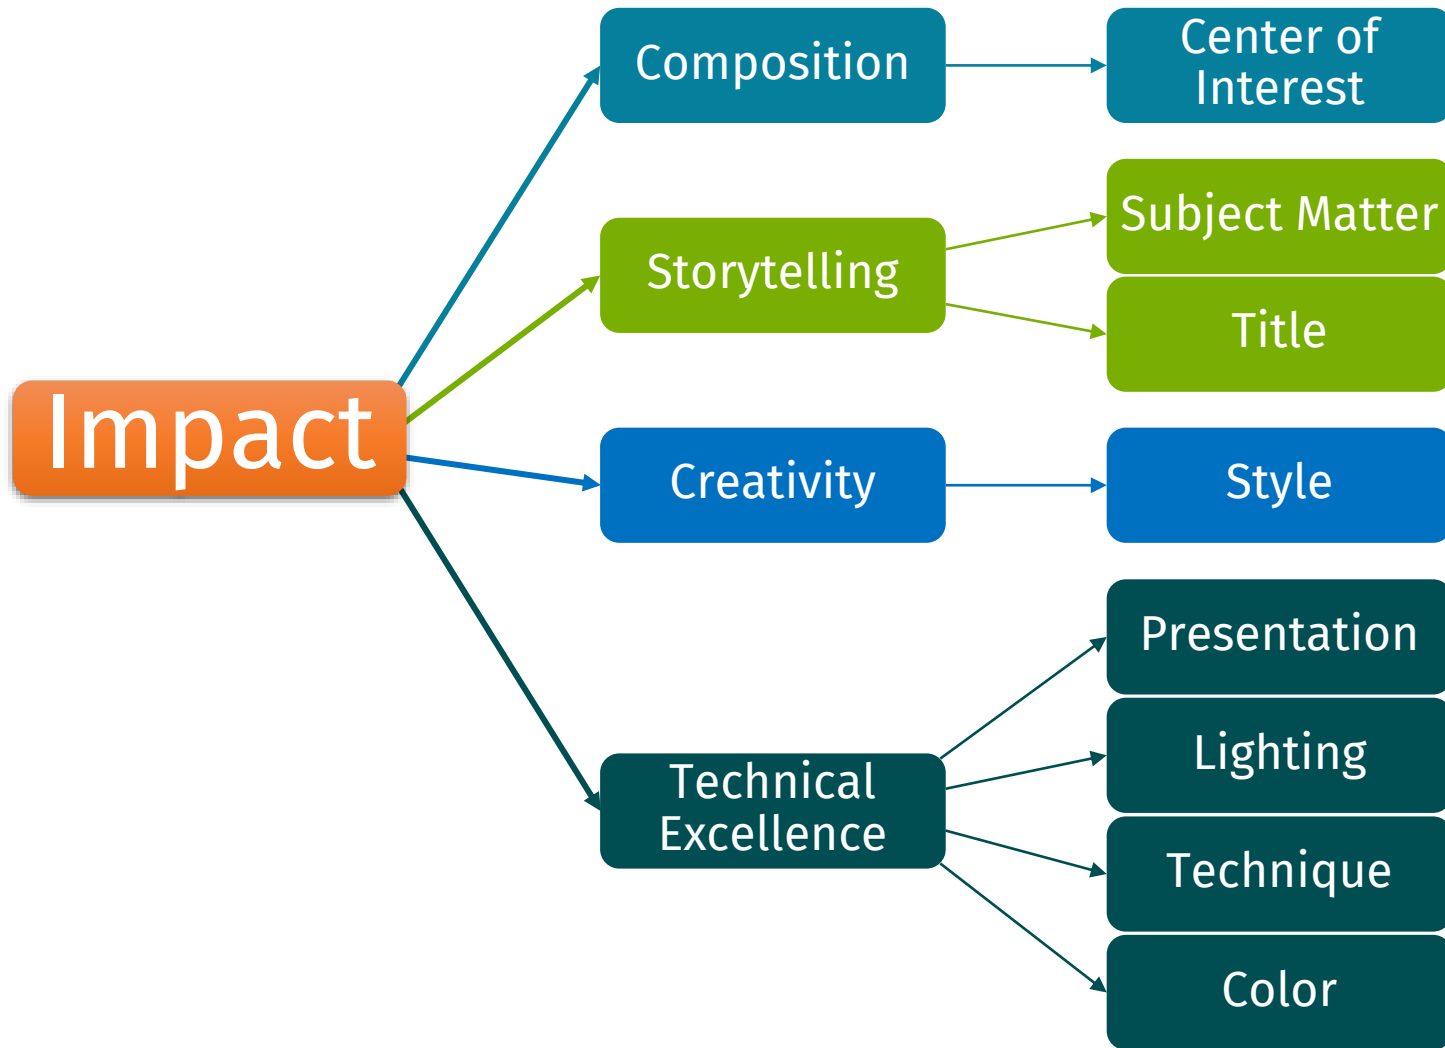 Impact
Composition
Center of
Interest
Storytelling
Subject Matter
Title
Creativity
Style
Technical
Excellence
Presentation
Lighting
Technique
Color